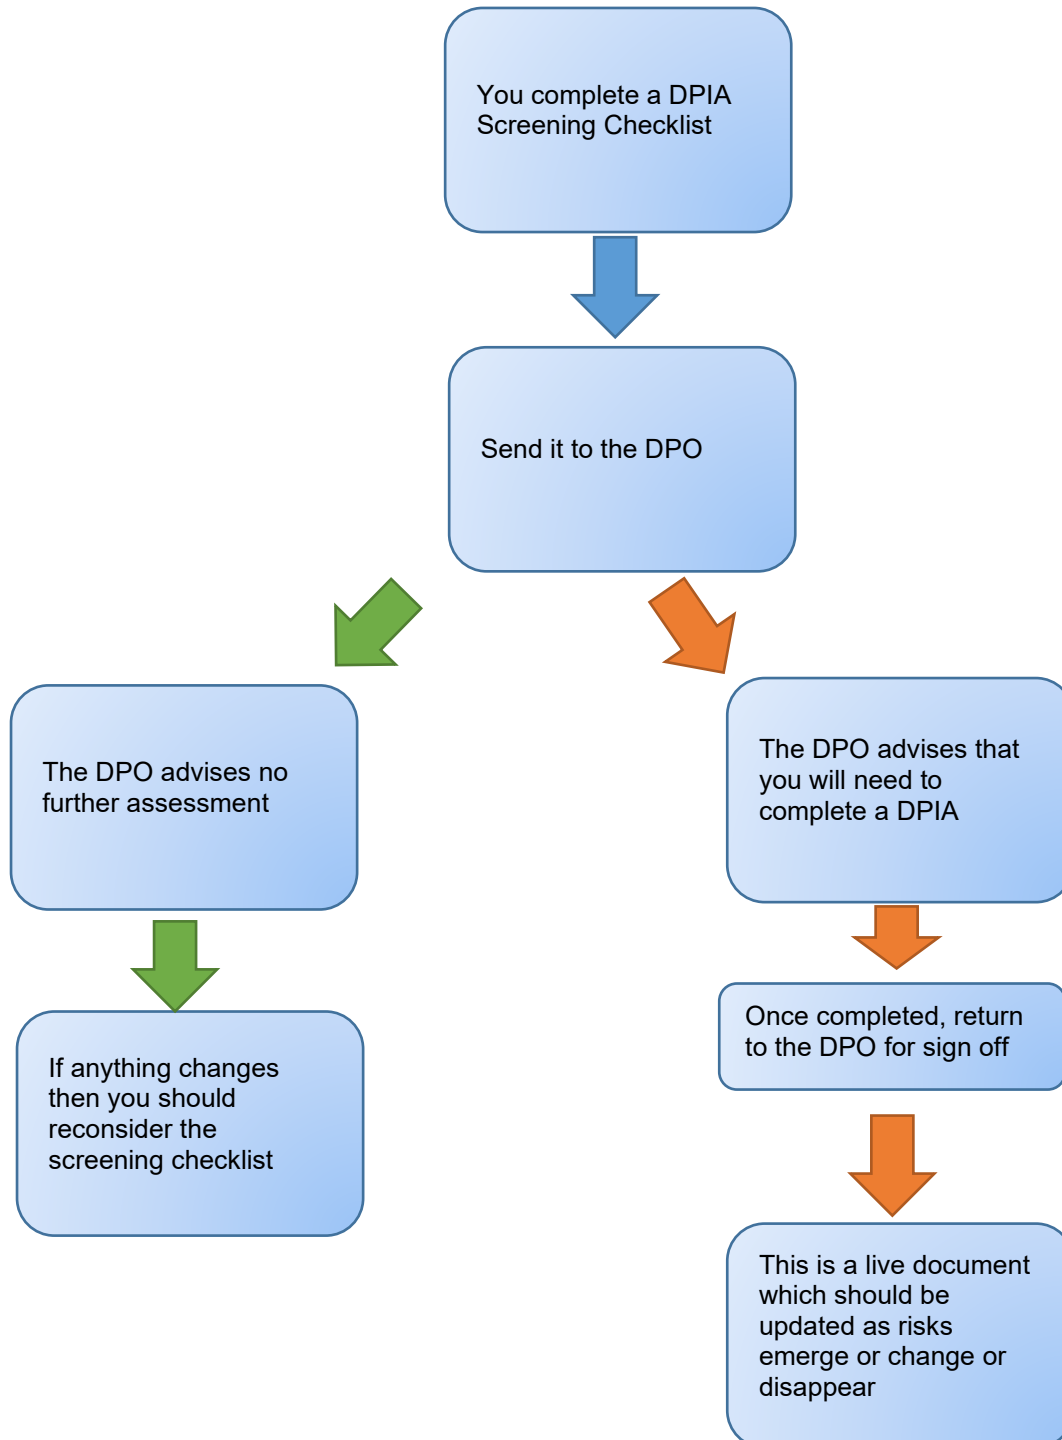 You complete a DPIA
Screening Checklist
Send it to the DPO
The DPO advises no
further assessment
The DPO advises that
you will need to
complete a DPIA
If anything changes
then you should
reconsider the
screening checklist
Once completed, return
to the DPO for sign off
This is a live document
which should be
updated as risks
emerge or change or
disappear